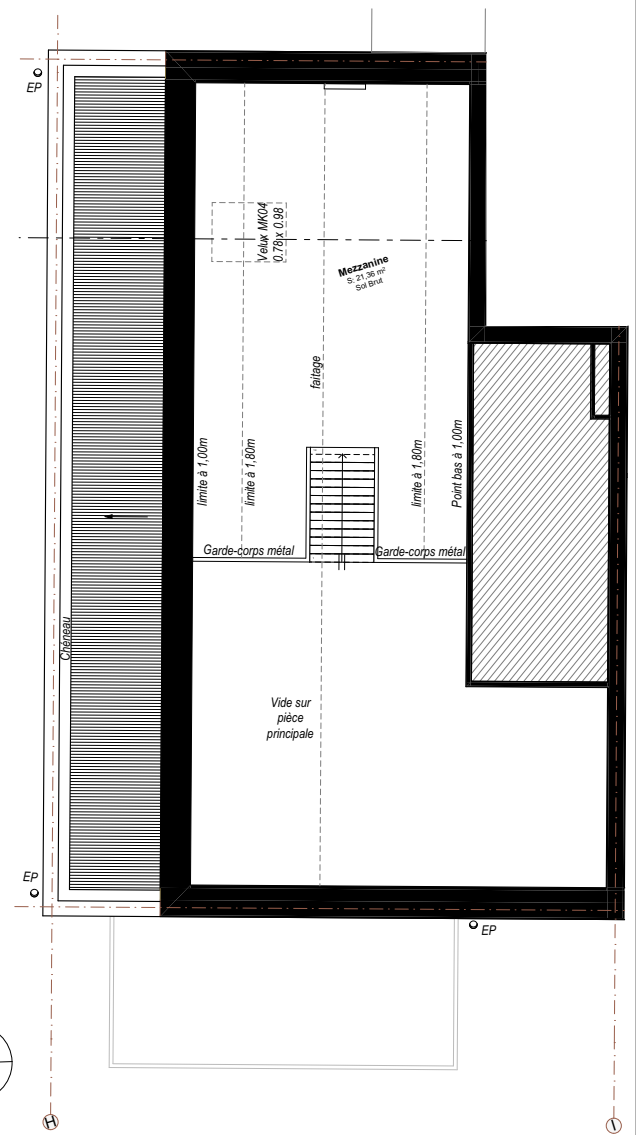 EP
Velux MK04
0.78 x 0.98
Mezzanine
S: 21,36 m²
Sol Brut
faitage
limite à 1,00m
limite à 1,80m
limite à 1,80m
Point bas à 1,00m
Garde-corps métal
Garde-corps métal
Chéneau
Vide sur
pièce
principale
EP
EP
H
I